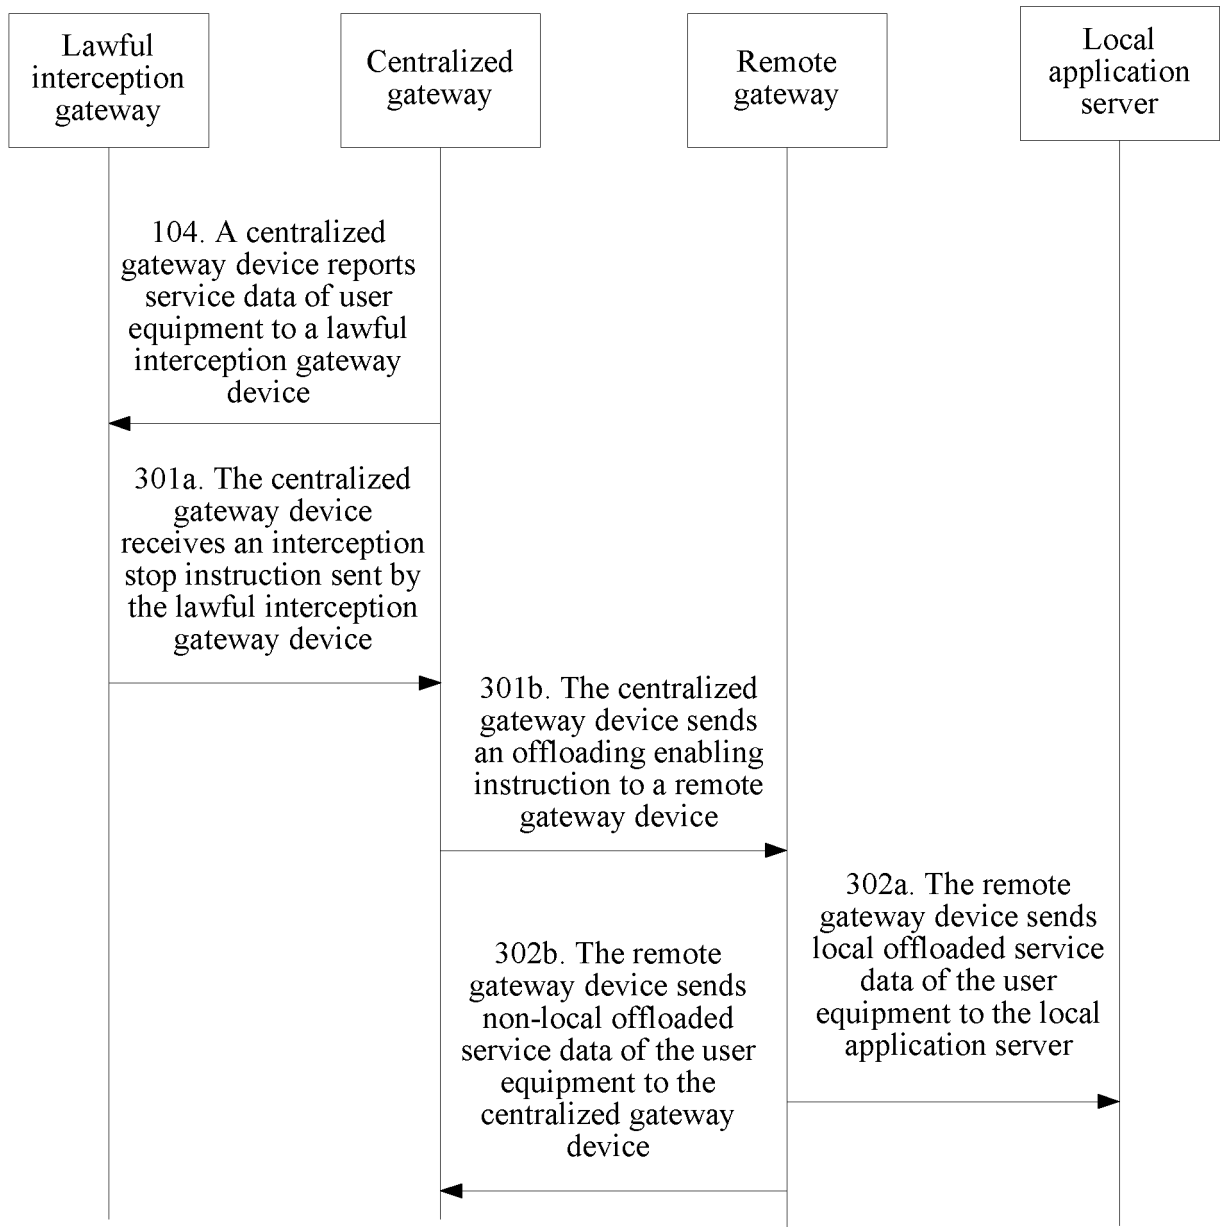 Lawful
interception
gateway
Centralized
gateway
Remote
gateway
Local
application
server
104. A centralized
gateway device reports
service data of user
equipment to a lawful
interception gateway
device
301a. The centralized
gateway device
receives an interception
stop instruction sent by
the lawful interception
gateway device
301b. The centralized
gateway device sends
an offloading enabling
instruction to a remote
gateway device
302a. The remote
gateway device sends
local offloaded service
data of the user
equipment to the local
application server
302b. The remote
gateway device sends
non-local offloaded
service data of the user
equipment to the
centralized gateway
device